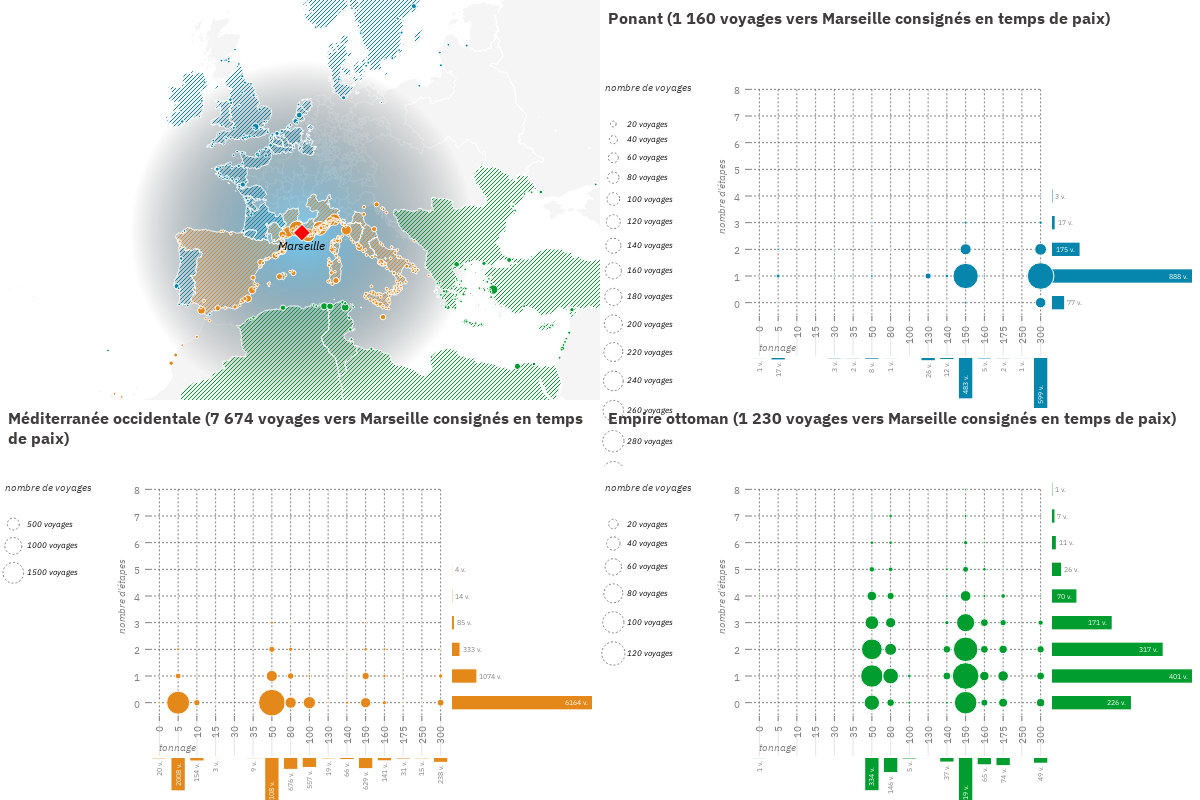 Marseille
Ponant (1 160 voyages vers Marseille consignés en temps de paix)
nombre de voyages
20 voyages
40 voyages
60 voyages
80 voyages
100 voyages
120 voyages
140 voyages
160 voyages
180 voyages
200 voyages
220 voyages
240 voyages
260 voyages
280 voyages
nombre d'étapes
8
7
6
5
4
3
2
1
0
3 v.
17 v.
175 v.
888 v.
77 v.
0 5 10 15 30 35 50 80 100 130 140 150 160 175 250 300
tonnage
1 v. 17 v. 3 v. 2 v. 8 v. 1 v. 26 v. 12 v. 483 v. 5 v. 2 v. 1 v. 599 v.
Méditerranée occidentale (7 674 voyages vers Marseille consignés en temps
de paix)
nombre de voyages
500 voyages
1000 voyages
1500 voyages
nombre d'étapes
8
7
6
5
4
3
2
1
0
4 v.
14 v.
85 v.
333 v.
1074 v.
6164 v.
0 5 10 15 30 35 50 80 100 130 140 150 160 175 250 300
tonnage
20 v. 2008 v. 154 v. 3 v. 9 v. 108 v. 676 v. 557 v. 19 v. 66 v. 629 v. 141 v. 31 v. 15 v. 238 v.
Empire ottoman (1 230 voyages vers Marseille consignés en temps de paix)
nombre de voyages
20 voyages
40 voyages
60 voyages
80 voyages
100 voyages
120 voyages
nombre d'étapes
8
7
6
5
4
3
2
1
0
1 v.
7 v.
11 v.
26 v.
70 v.
171 v.
317 v.
401 v.
226 v.
0 5 10 15 30 35 50 80 100 130 140 150 160 175 250 300
tonnage
1 v. 334 v. 146 v. 5 v. 37 v. 19 v. 65 v. 74 v. 49 v.